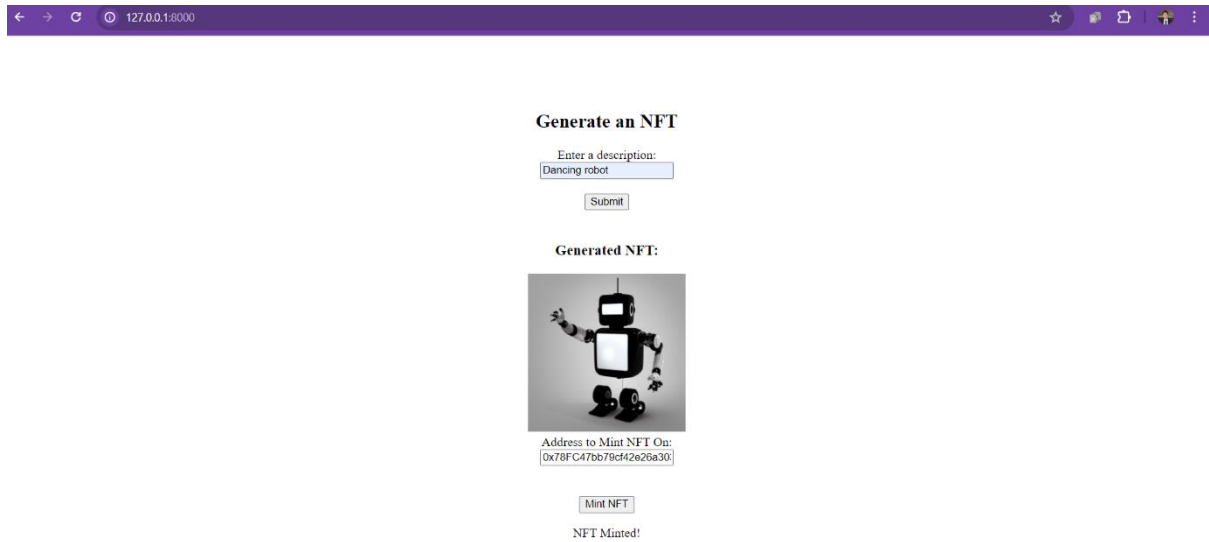 127.0.0.1:8000
Generate an NFT
Enter a description:
Dancing robot
Submit
Generated NFT:
Address to Mint NFT On:
0x78FC47bb79cf42e26a30
Mint NFT
NFT Minted!